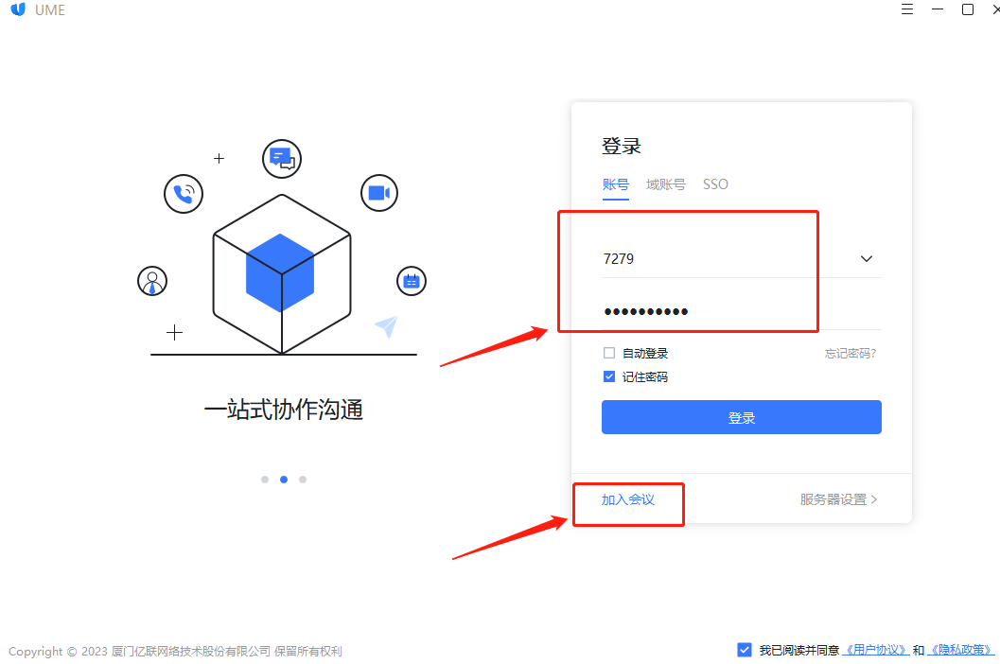 UME
登录
账号 域账号 SSO
7279
●●●●●●●●●●
自动登录 忘记密码?
记住密码
登录
一站式协作沟通
加入会议 服务器设置 >
Copyright © 2023 厦门亿联网络技术股份有限公司 保留所有权利
我已阅读并同意 《用户协议》 和 《隐私政策》